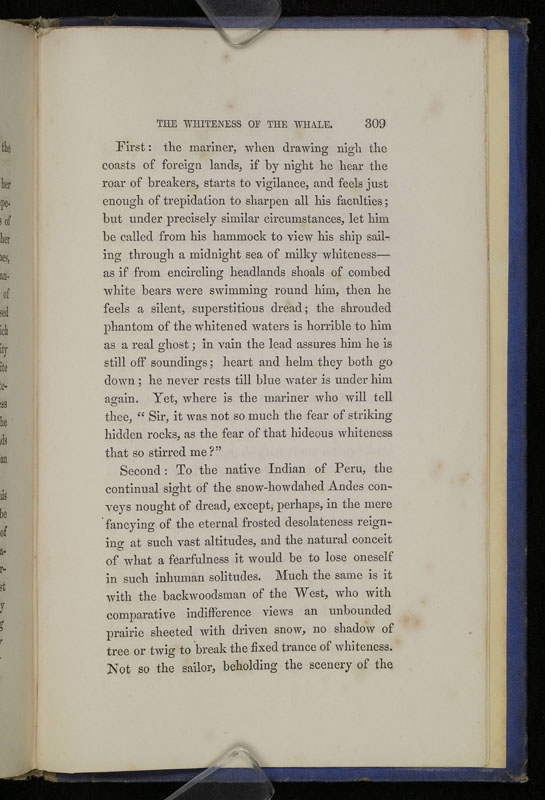 THE WHITENESS OF THE WHALE. 309
First: the mariner, when drawing nigh the
coasts of foreign lands, if by night he hear the
roar of breakers, starts to vigilance, and feels just
enough of trepidation to sharpen all his faculties;
but under precisely similar circumstances, let him
be called from his hammock to view his ship sail-
ing through a midnight sea of milky whiteness—
as if from encircling headlands shoals of combed
white bears were swimming round him, then he
feels a silent, superstitious dread; the shrouded
phantom of the whitened waters is horrible to him
as a real ghost; in vain the lead assures him he is
still off soundings; heart and helm they both go
down; he never rests till blue water is under him
again. Yet, where is the mariner who will tell
thee, “Sir, it was not so much the fear of striking
hidden rocks, as the fear of that hideous whiteness
that so stirred me?”
Second: To the native Indian of Peru, the
continual sight of the snow-howdahed Andes con-
veys nought of dread, except, perhaps, in the mere
fancying of the eternal frosted desolateness reign-
ing at such vast altitudes, and the natural conceit
of what a fearfulness it would be to lose oneself
in such inhuman solitudes. Much the same is it
with the backwoodsman of the West, who with
comparative indifference views an unbounded
prairie sheeted with driven snow, no shadow of
tree or twig to break the fixed trance of whiteness.
Not so the sailor, beholding the scenery of the